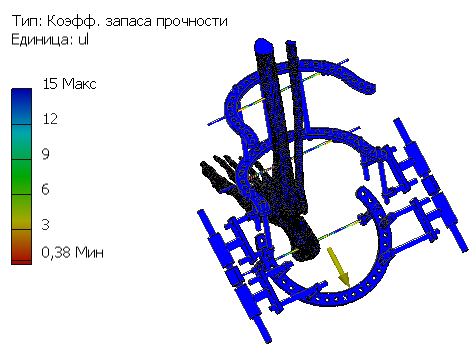 Тип: Коэфф. запаса прочности
Единица: ul
15 Макс
12
9
6
3
0,38 Мин